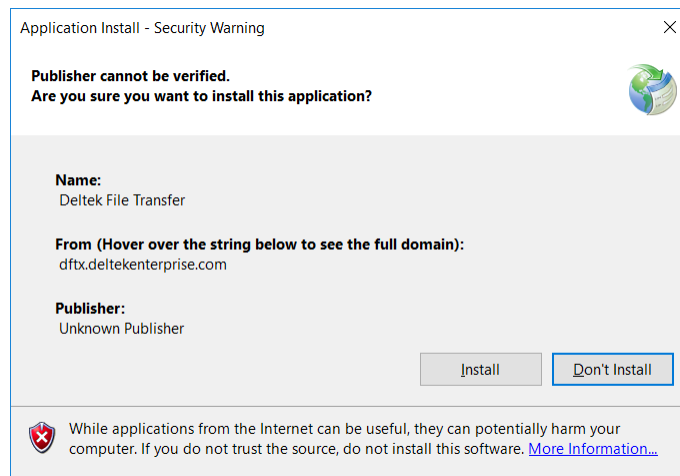 Application Install - Security Warning
Publisher cannot be verified.
Are you sure you want to install this application?
Name:
Deltek File Transfer
From (Hover over the string below to see the full domain):
dftx.deltekenterprise.com
Publisher:
Unknown Publisher
Install
Don't Install
While applications from the Internet can be useful, they can potentially harm your
computer. If you do not trust the source, do not install this software. More Information...